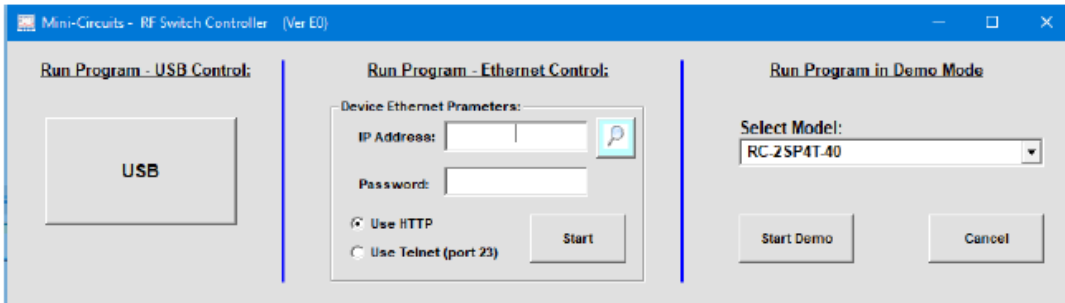 Mini-Circuits - RF Switch Controller (Ver E0)
Run Program - USB Control:
USB
Run Program - Ethernet Control:
Device Ethernet Prameters:
IP Address:
Password:
Use HTTP
Use Telnet (port 23)
Start
Run Program in Demo Mode
Select Model:
RC-2SP4T-40
Start Demo
Cancel